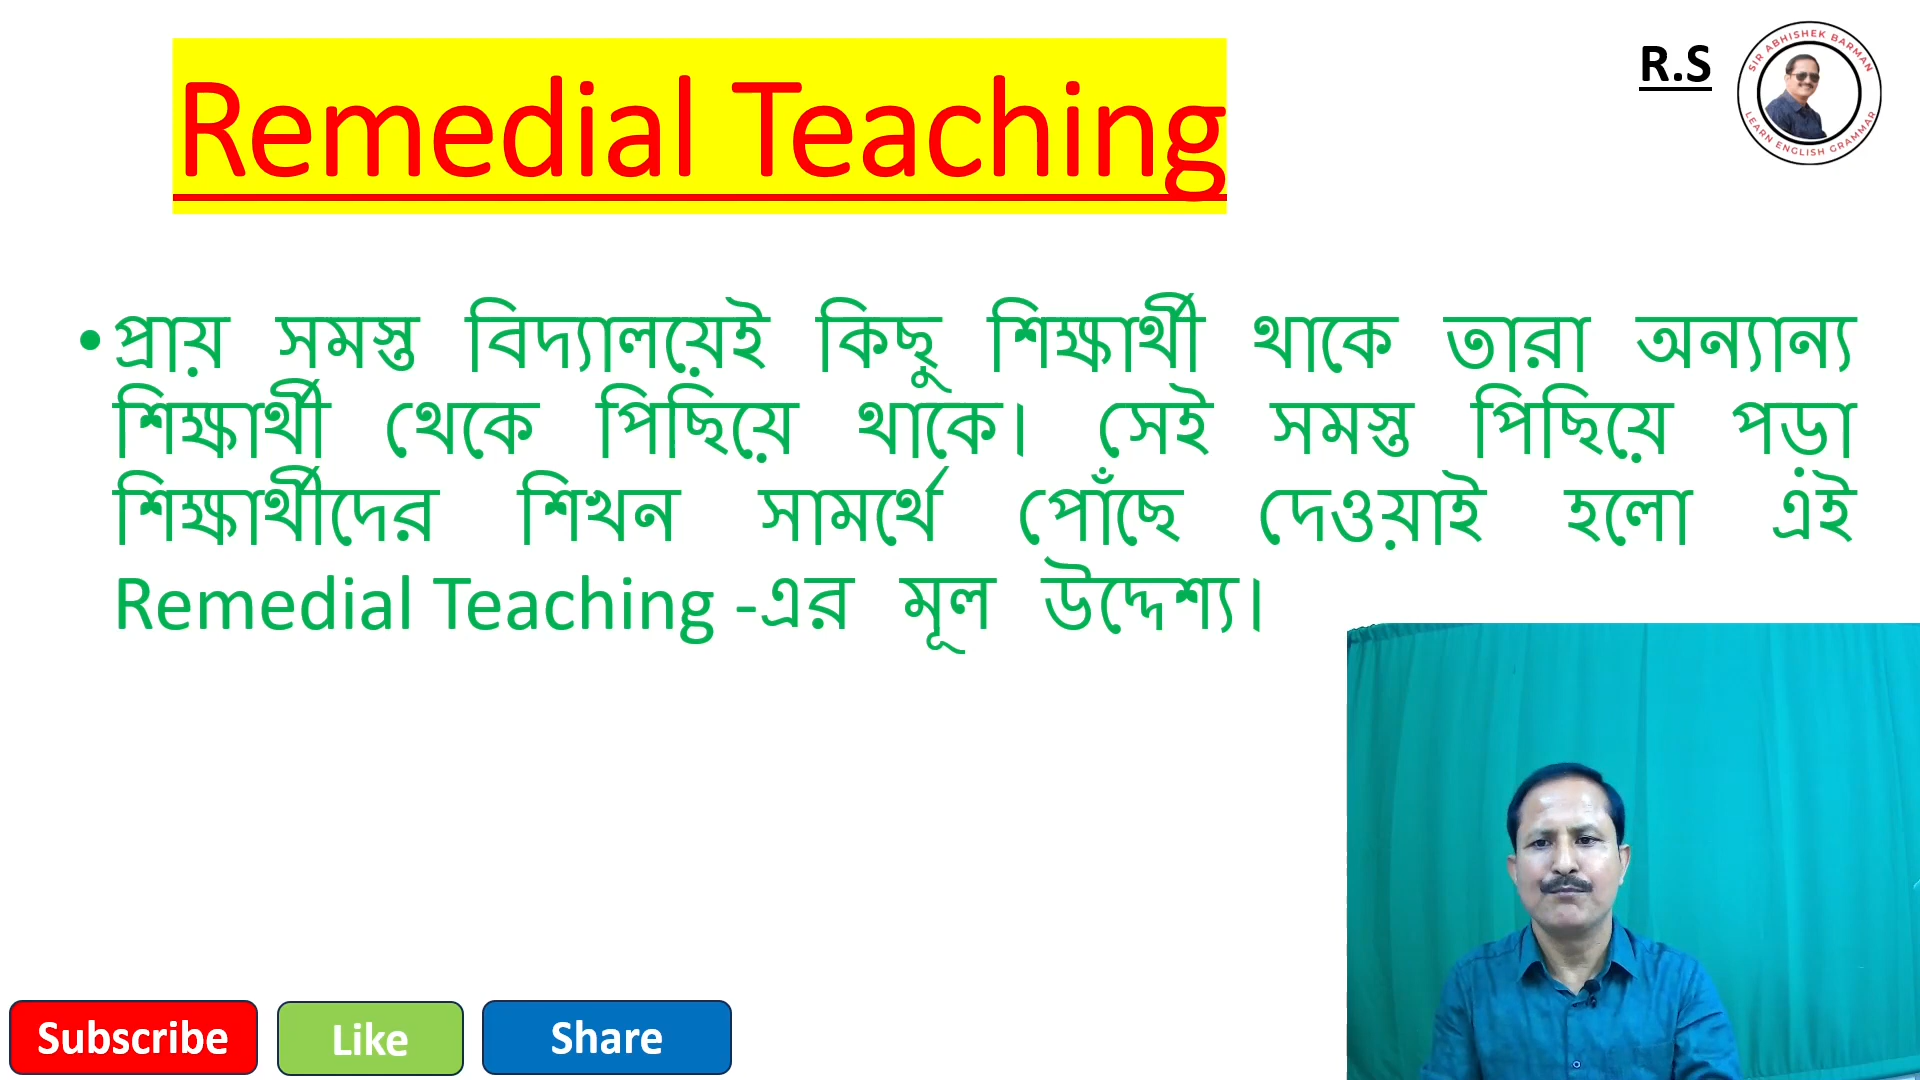 Remedial Teaching
R.S
SIR ABHISHEK BARMAN
LEARN ENGLISH GRAMMAR
•প্রায় সমস্ত বিদ্যালয়েই কিছু শিক্ষার্থী থাকে তারা অন্যান্য
শিক্ষার্থী থেকে পিছিয়ে থাকে। সেই সমস্ত পিছিয়ে পড়া
শিক্ষার্থীদের শিখন সামর্থে পোঁছে দেওয়াই হলো এই
Remedial Teaching -এর মূল উদ্দেশ্য।
Subscribe
Like
Share